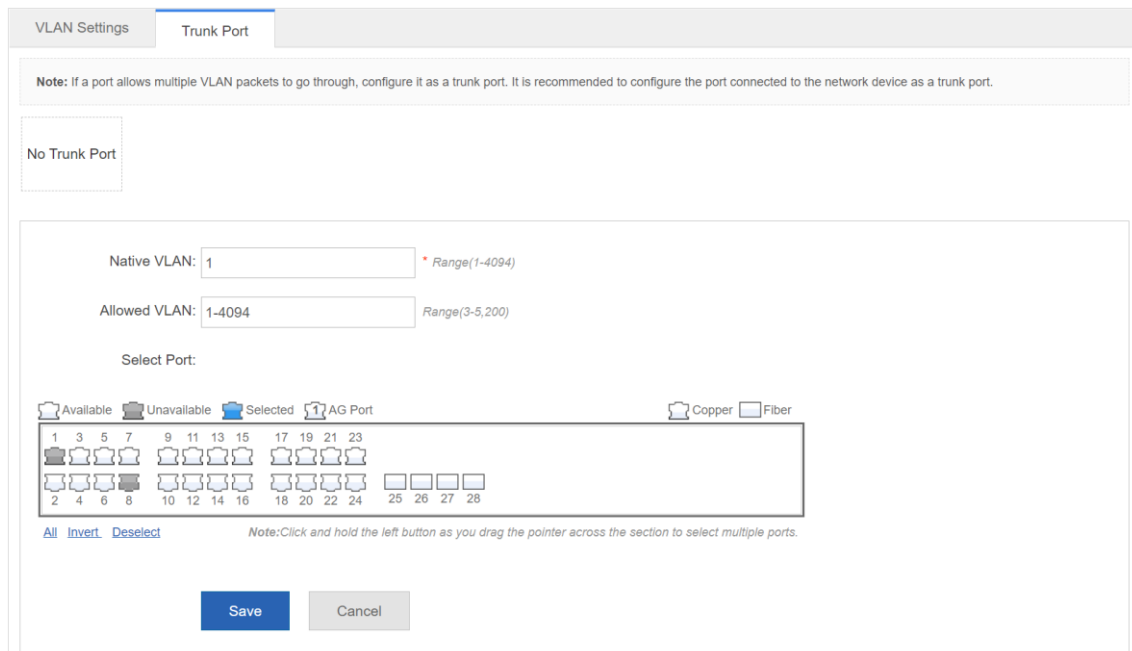 VLAN Settings Trunk Port
Note: If a port allows multiple VLAN packets to go through, configure it as a trunk port. It is recommended to configure the port connected to the network device as a trunk port.
No Trunk Port
Native VLAN: 1 * Range(1-4094)
Allowed VLAN: 1-4094 Range(3-5,200)
Select Port:
Available Unavailable Selected 1 AG Port Copper Fiber
1 3 5 7 9 11 13 15 17 19 21 23
2 4 6 8 10 12 14 16 18 20 22 24 25 26 27 28
All Invert Deselect Note:Click and hold the left button as you drag the pointer across the section to select multiple ports.
Save Cancel